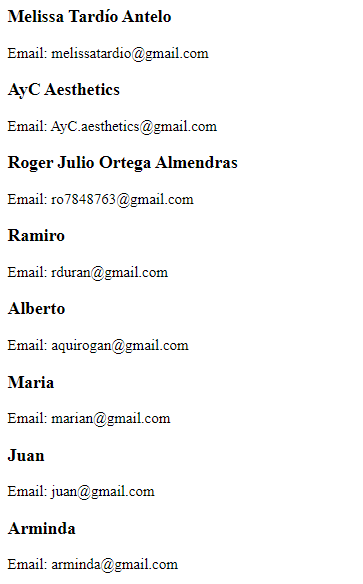 Melissa Tardío Antelo
Email: melissatardio@gmail.com
AyC Aesthetics
Email: AyC.aesthetics@gmail.com
Roger Julio Ortega Almendras
Email: ro7848763@gmail.com
Ramiro
Email: rduran@gmail.com
Alberto
Email: aquirogan@gmail.com
Maria
Email: marian@gmail.com
Juan
Email: juan@gmail.com
Arminda
Email: arminda@gmail.com